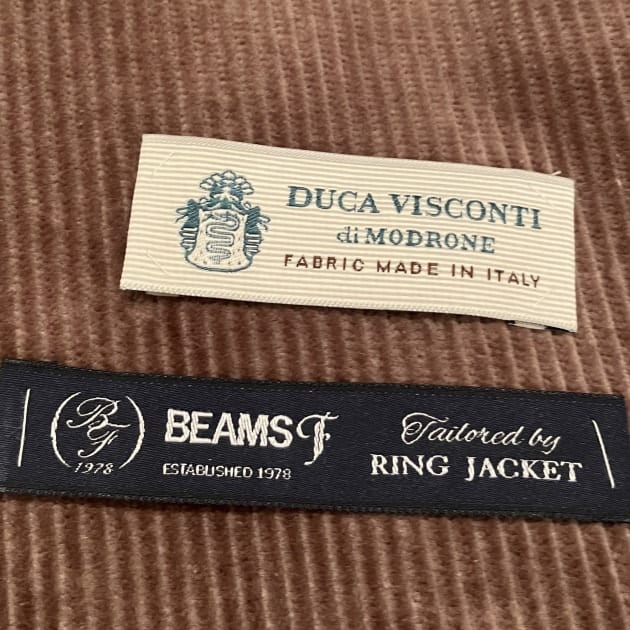 DUCA VISCONTI
di MODRONE
FABRIC MADE IN ITALY
BF
1978
BEAMS F
ESTABLISHED 1978
Tailored by
RING JACKET